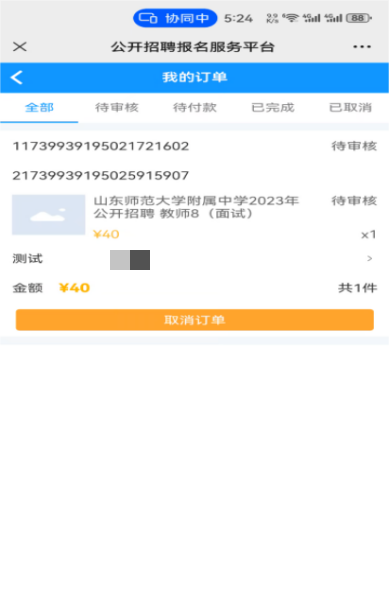 协同中 5:24 88
公开招聘报名服务平台
我的订单
全部 待审核 待付款 已完成 已取消
11739939195021721602 待审核
21739939195025915907
山东师范大学附属中学2023年 待审核
公开招聘 教师8（面试）
¥40 x1
测试
金额 ¥40 共1件
取消订单